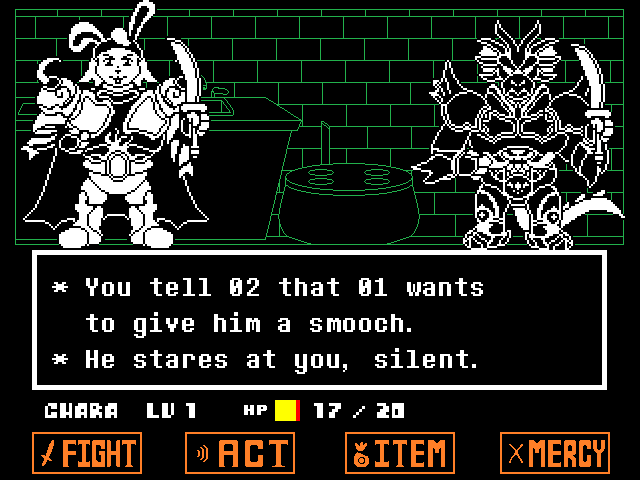 * You tell 02 that 01 wants
to give him a smooch.
* He stares at you, silent.
CHARA LV 1 HP 17 / 20
FIGHT ACT ITEM MERCY